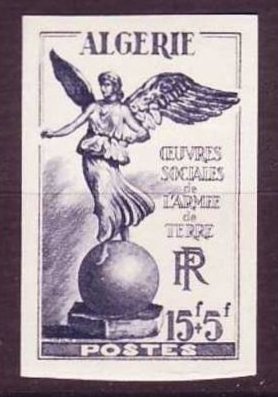 ALGERIE
ŒUVRES
SOCIALES
de
L'ARMÉE
de
TERRE
RF
15f+5f
POSTES